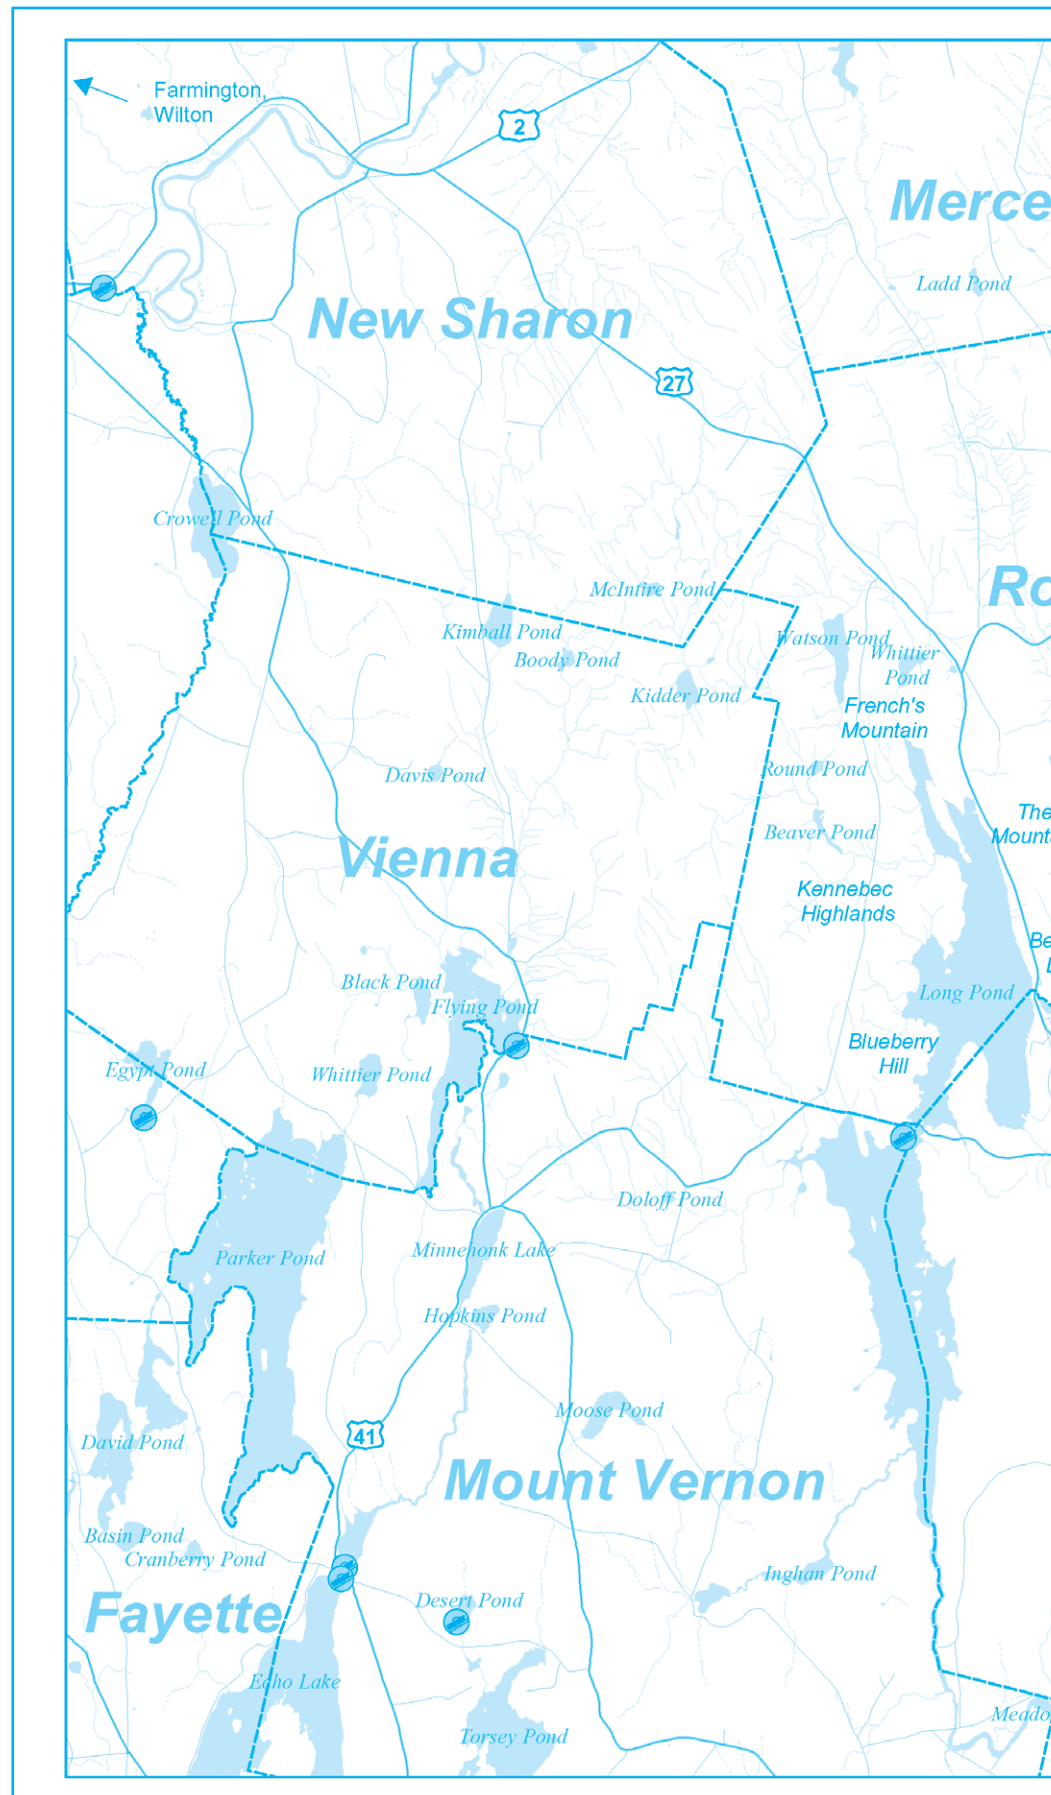 Farmington,
Wilton
2
Merce
Ladd Pond
New Sharon
27
Crowell Pond
McIntire Pond
Ro
Kimball Pond
Watson Pond
Boody Pond
Whittier
Pond
Kidder Pond
French's
Mountain
Davis Pond
Round Pond
The
Mounta
Beaver Pond
Vienna
Kennebec
Highlands
Be
L
Black Pond
Long Pond
Flying Pond
Blueberry
Hill
Egypt Pond
Whittier Pond
Doloff Pond
Minnehonk Lake
Parker Pond
Hopkins Pond
Moose Pond
41
David Pond
Mount Vernon
Basin Pond
Cranberry Pond
Inghan Pond
Desert Pond
Fayette
Echo Lake
Meado
Torsey Pond